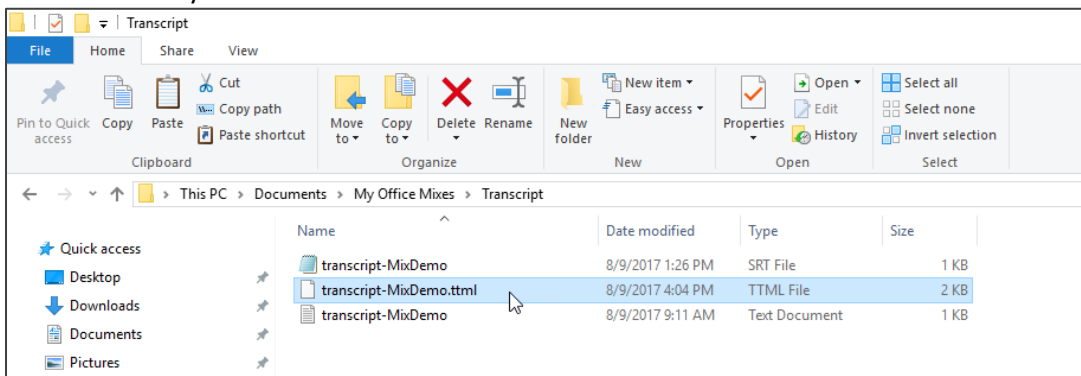 Transcript
File Home Share View
Pin to Quick access
Copy
Paste
Cut
Copy path
Paste shortcut
Move to
Copy to
Delete
Rename
New folder
New item
Easy access
Properties
Open
Edit
History
Select all
Select none
Invert selection
Clipboard Organize New Open Select
This PC > Documents > My Office Mixes > Transcript
Name Date modified Type Size
Quick access
Desktop
Downloads
Documents
Pictures
transcript-MixDemo 8/9/2017 1:26 PM SRT File 1 KB
transcript-MixDemo.ttml 8/9/2017 4:04 PM TTML File 2 KB
transcript-MixDemo 8/9/2017 9:11 AM Text Document 1 KB